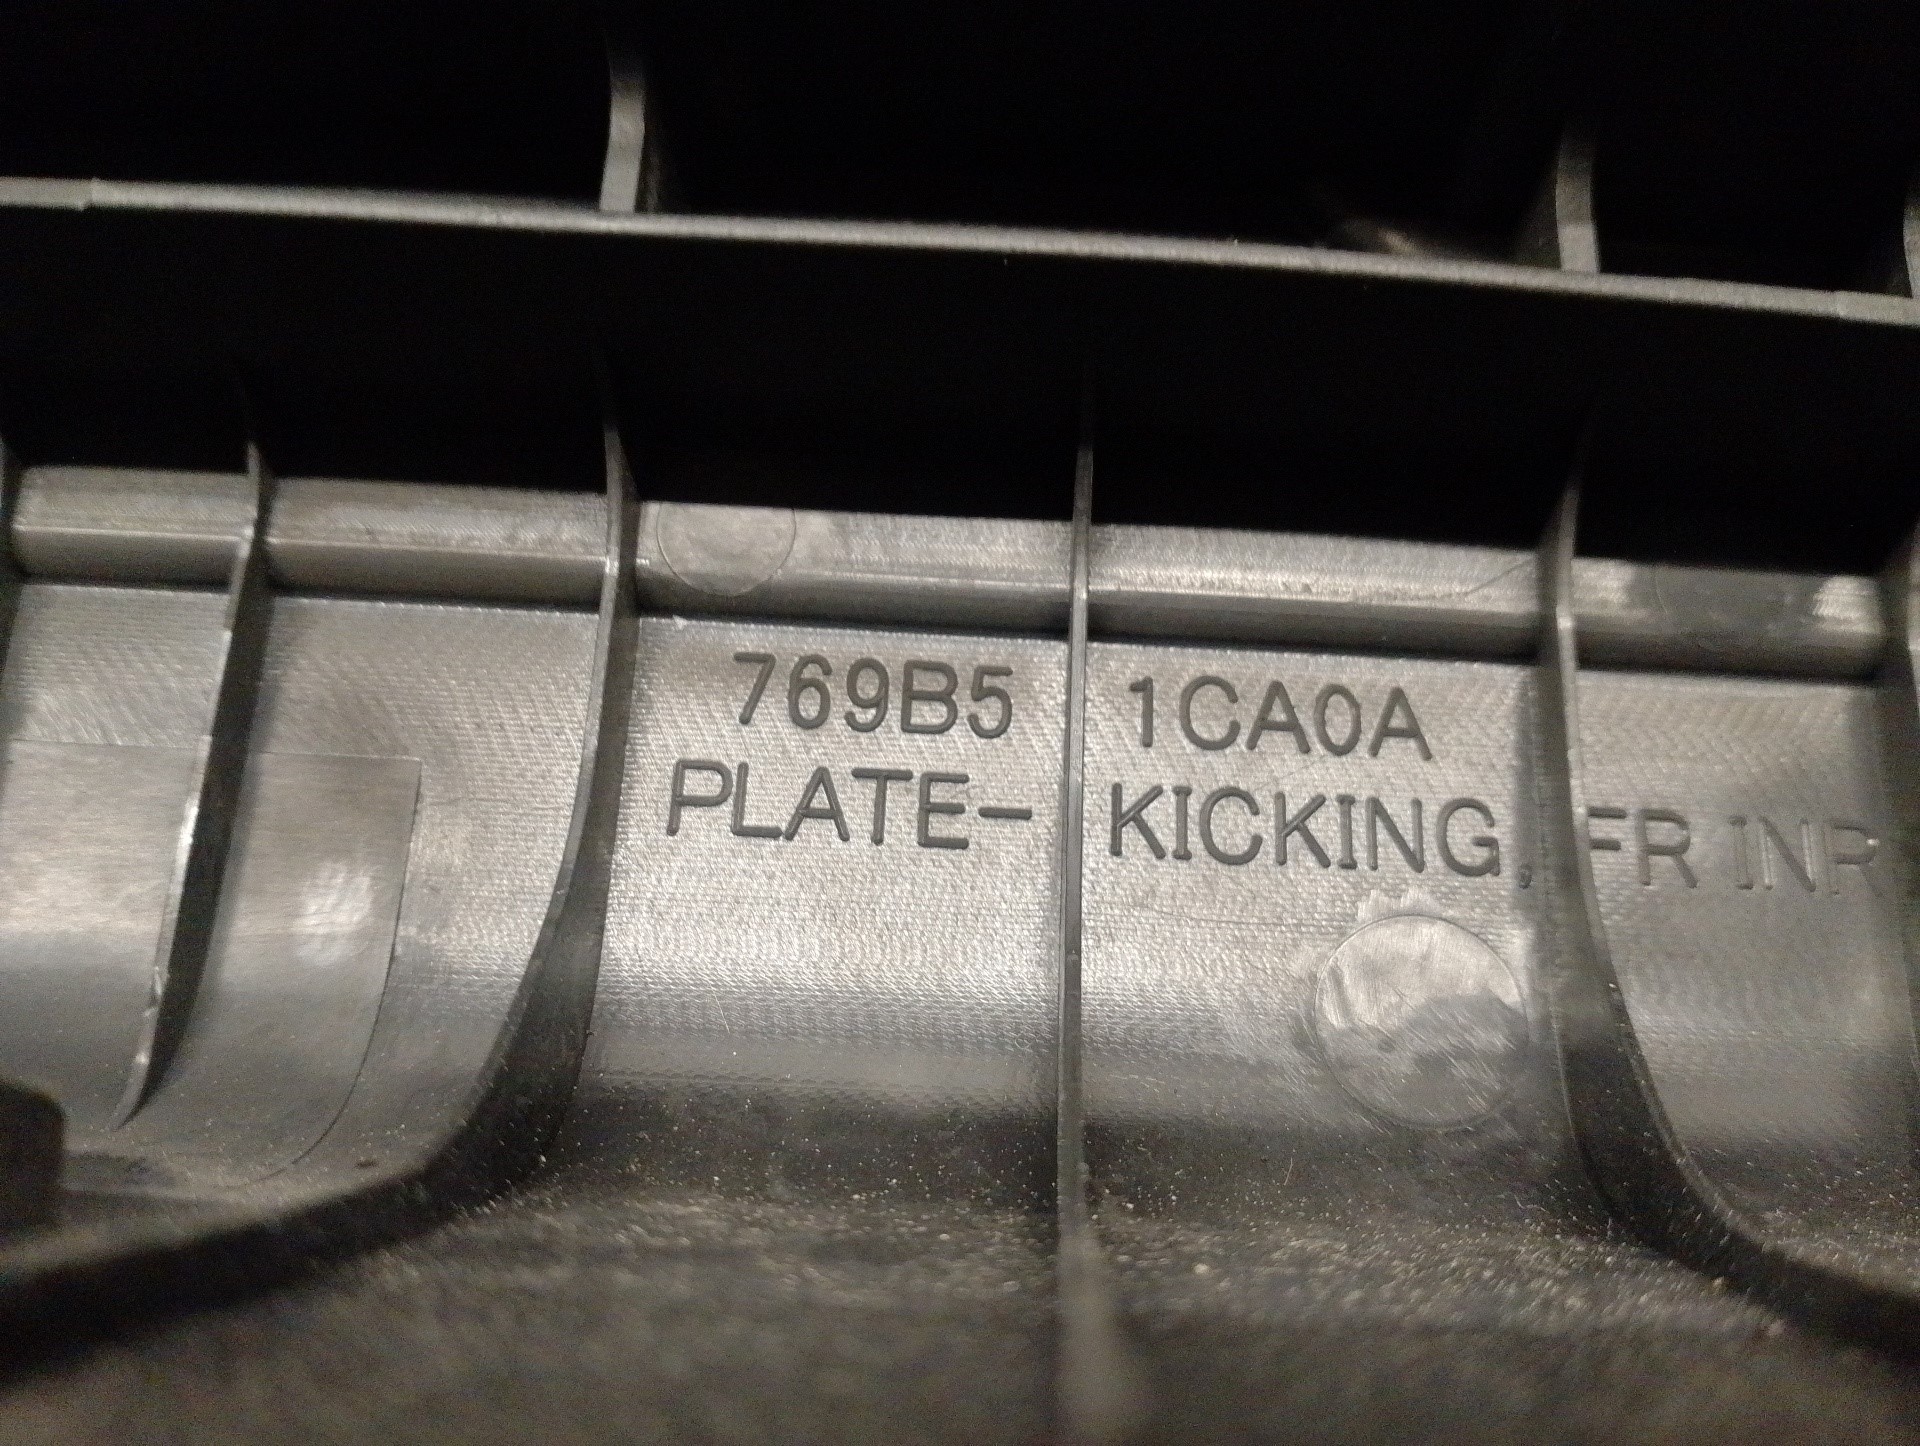 769B5 1CA0A
PLATE-KICKING, FR INR